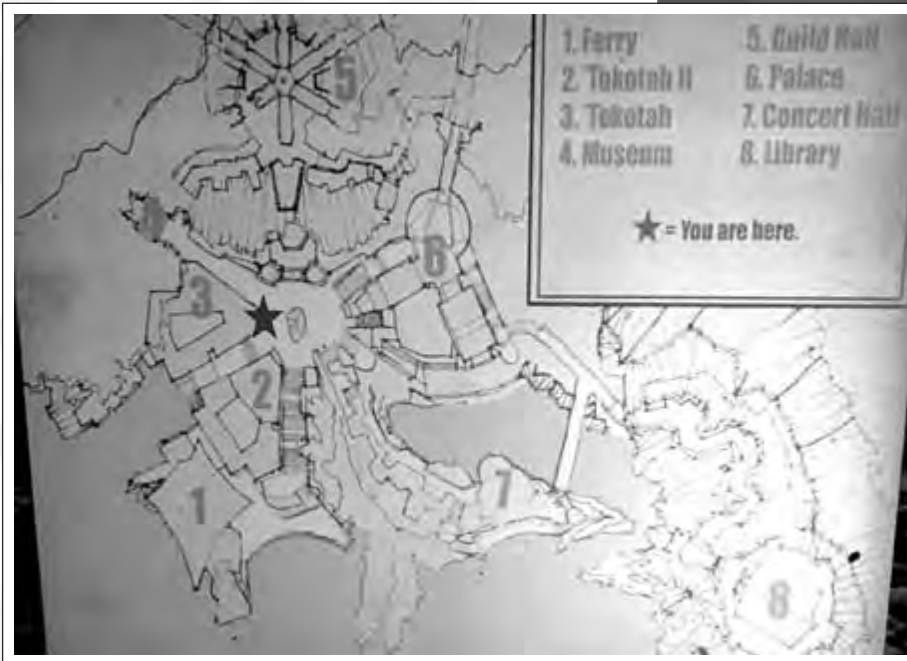 1. Ferry
2. Tokotah II
3. Tokotah
4. Museum
5. Guild Hall
6. Palace
7. Concert Hall
8. Library
★ = You are here.
5
6
3
2
1
7
8